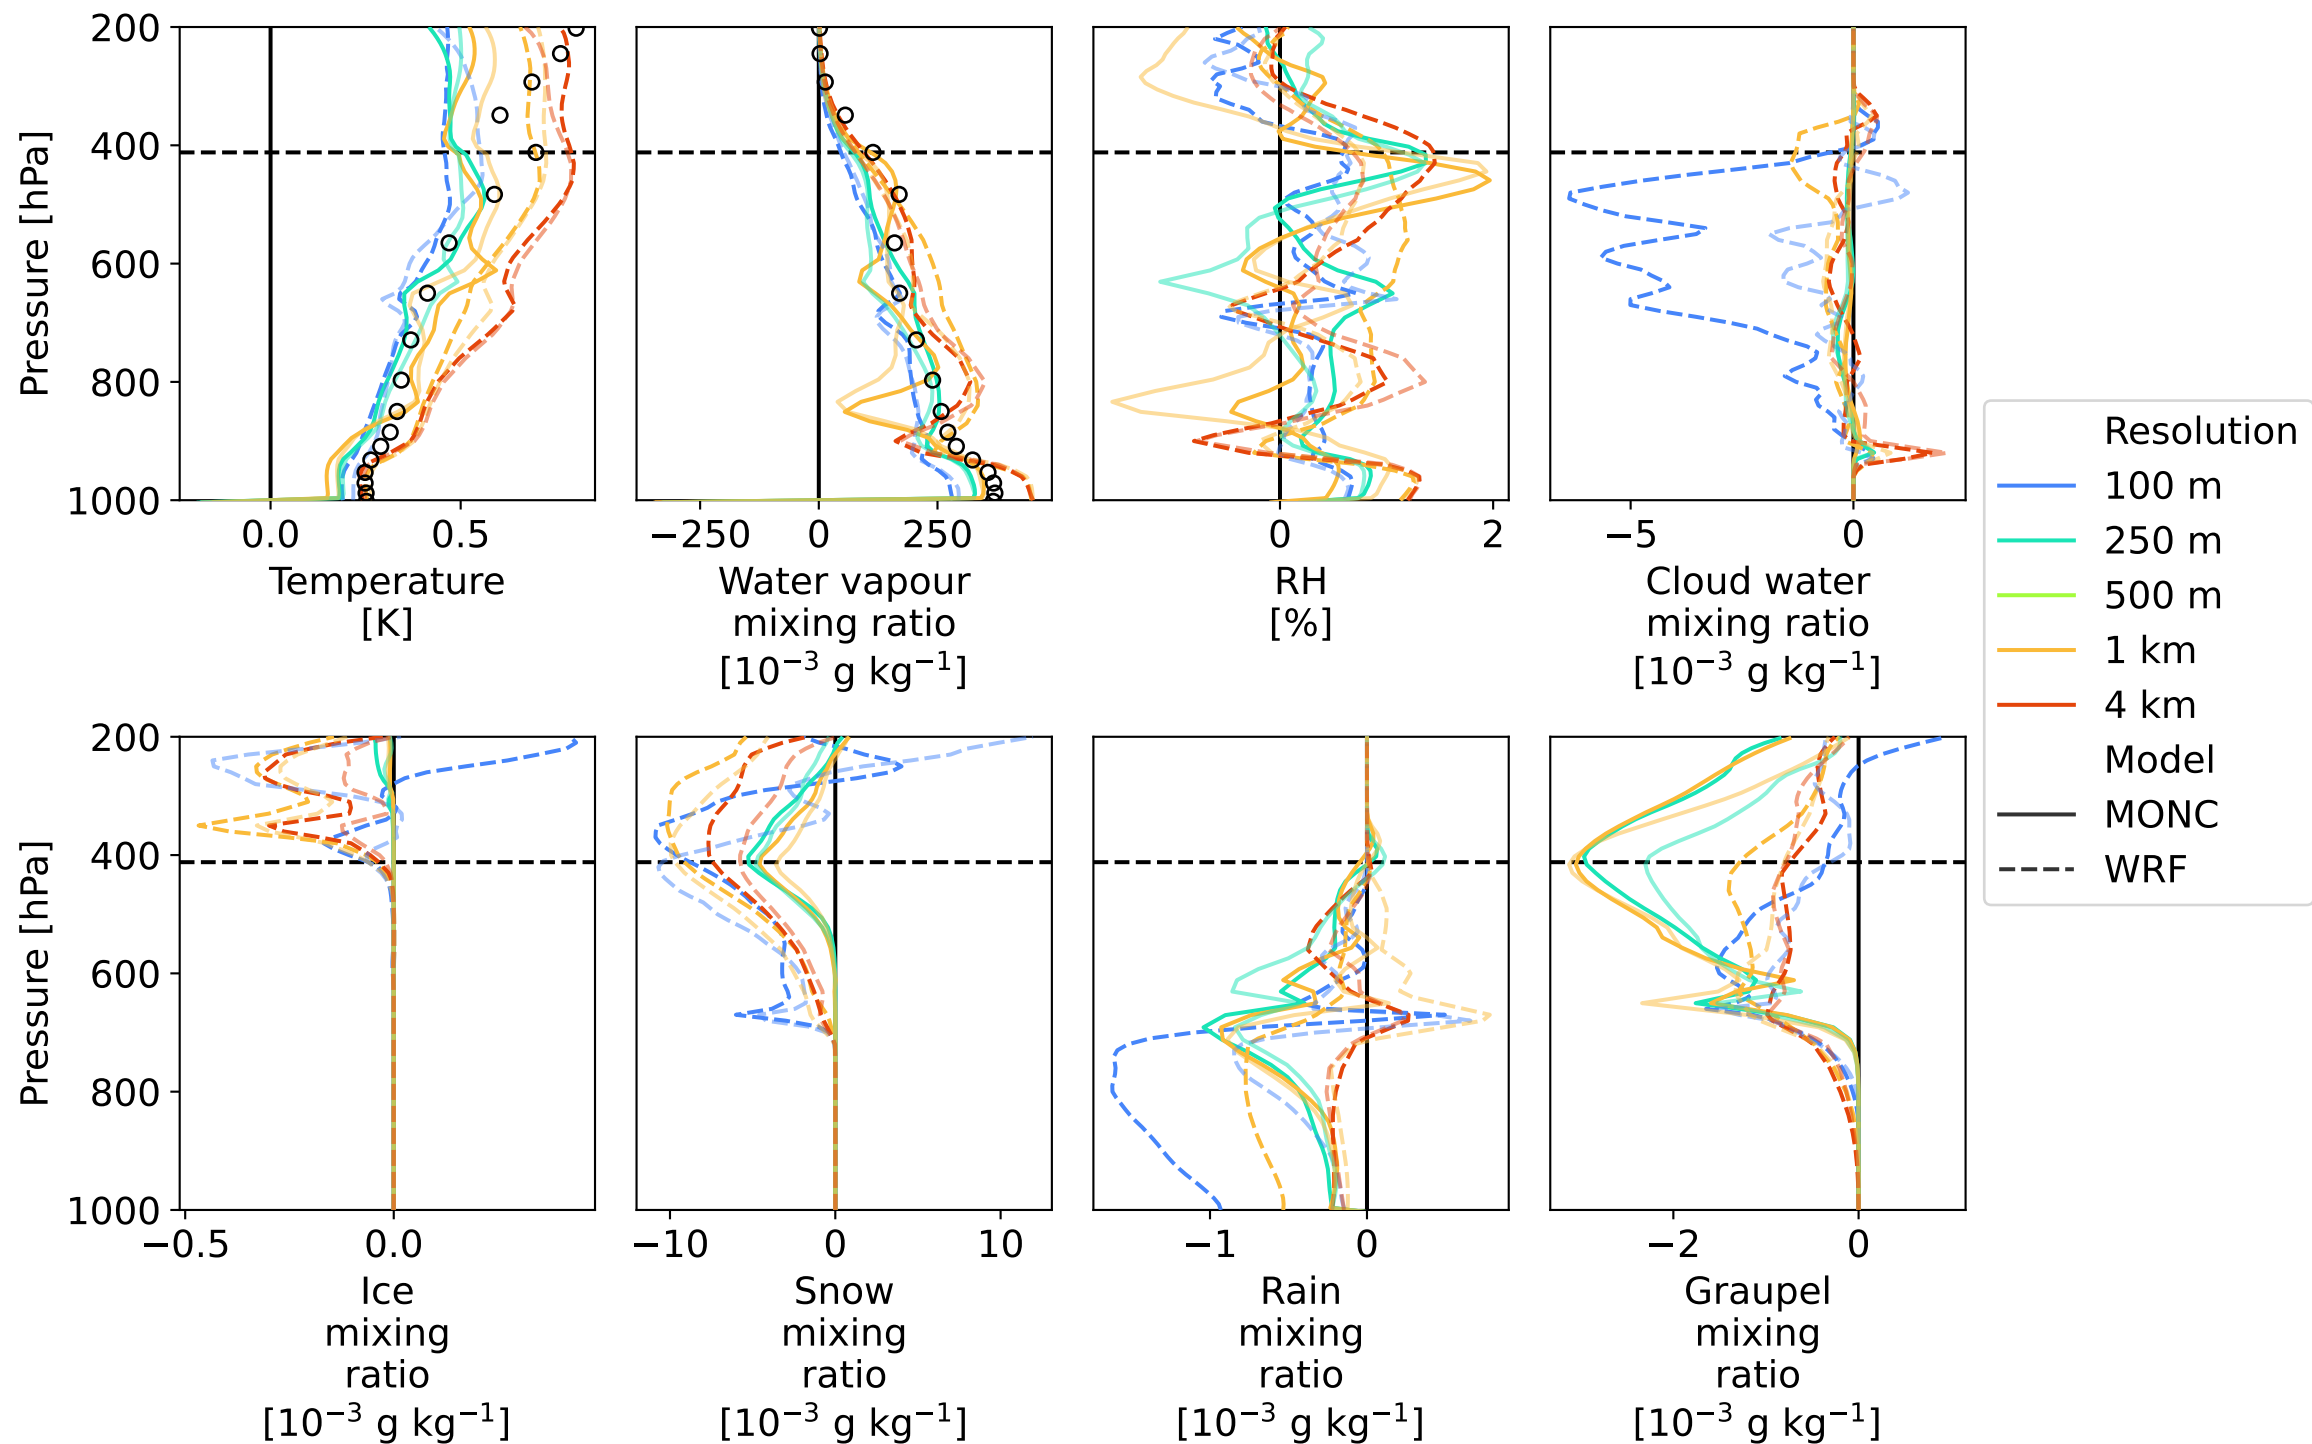 200
400
600
800
1000
Pressure [hPa]
0.0 0.5
Temperature
[K]
−250 0 250
Water vapour
mixing ratio
[10⁻³ g kg⁻¹]
0 2
RH
[%]
−5 0
Cloud water
mixing ratio
[10⁻³ g kg⁻¹]
Resolution
100 m
250 m
500 m
1 km
4 km
Model
MONC
WRF
200
400
600
800
1000
Pressure [hPa]
−0.5 0.0
Ice
mixing
ratio
[10⁻³ g kg⁻¹]
−10 0 10
Snow
mixing
ratio
[10⁻³ g kg⁻¹]
−1 0
Rain
mixing
ratio
[10⁻³ g kg⁻¹]
−2 0
Graupel
mixing
ratio
[10⁻³ g kg⁻¹]